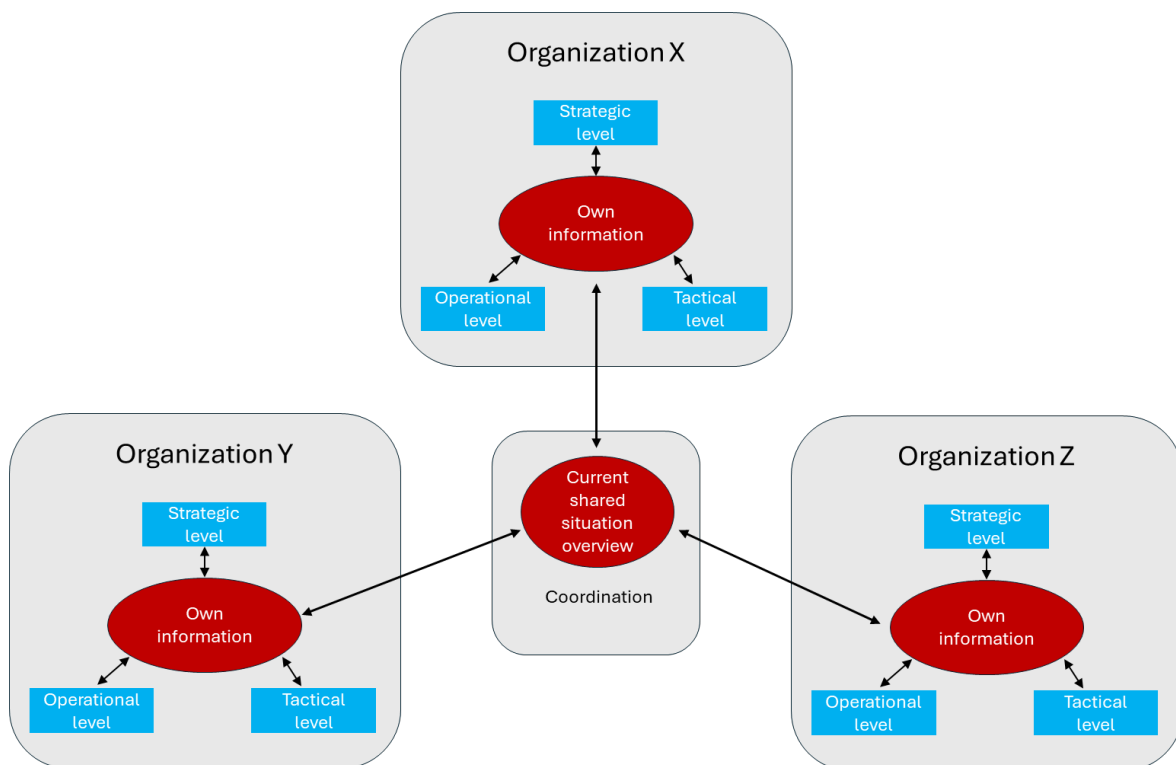 Organization X
Strategic
level
Own
information
Operational
level
Tactical
level
Organization Y
Strategic
level
Own
information
Operational
level
Tactical
level
Current
shared
situation
overview
Coordination
Organization Z
Strategic
level
Own
information
Operational
level
Tactical
level